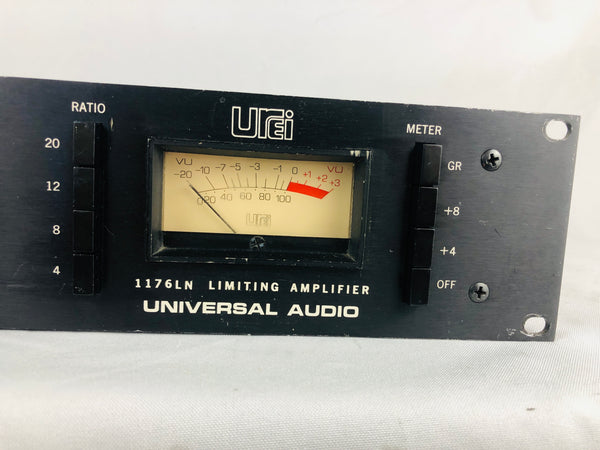 RATIO
20
12
8
4
UREi
VU VU
-20 -10 -7 -5 -3 -1 0 +1 +2 +3
0 20 40 60 80 100
UREi
1176LN LIMITING AMPLIFIER
UNIVERSAL AUDIO
METER
GR
+8
+4
OFF